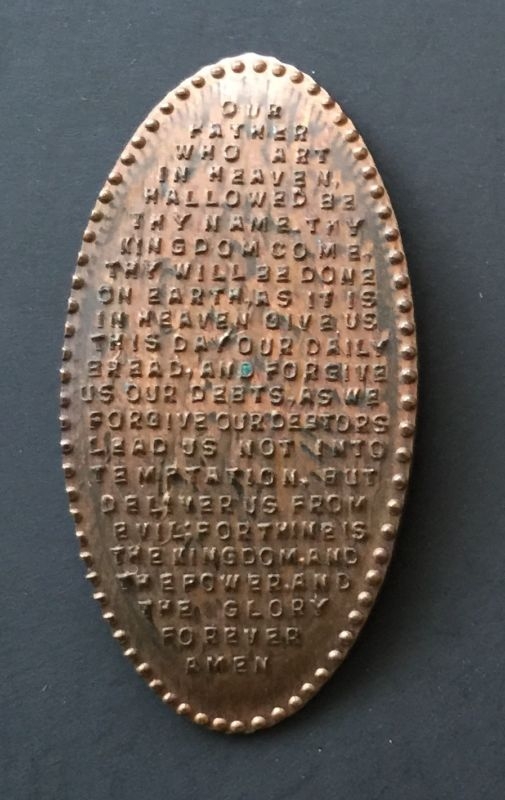 OUR
FATHER
WHO ART
IN HEAVEN,
HALLOWED BE
THY NAME. THY
KINGDOM COME,
THY WILL BE DONE
ON EARTH, AS IT IS
IN HEAVEN GIVE US
THIS DAY OUR DAILY
BREAD, AND FORGIVE
US OUR DEBTS, AS WE
FORGIVE OUR DEBTORS
LEAD US NOT INTO
TEMPTATION, BUT
DELIVER US FROM
EVIL: FOR THINE IS
THE KINGDOM, AND
THE POWER, AND
THE GLORY
FOREVER
AMEN